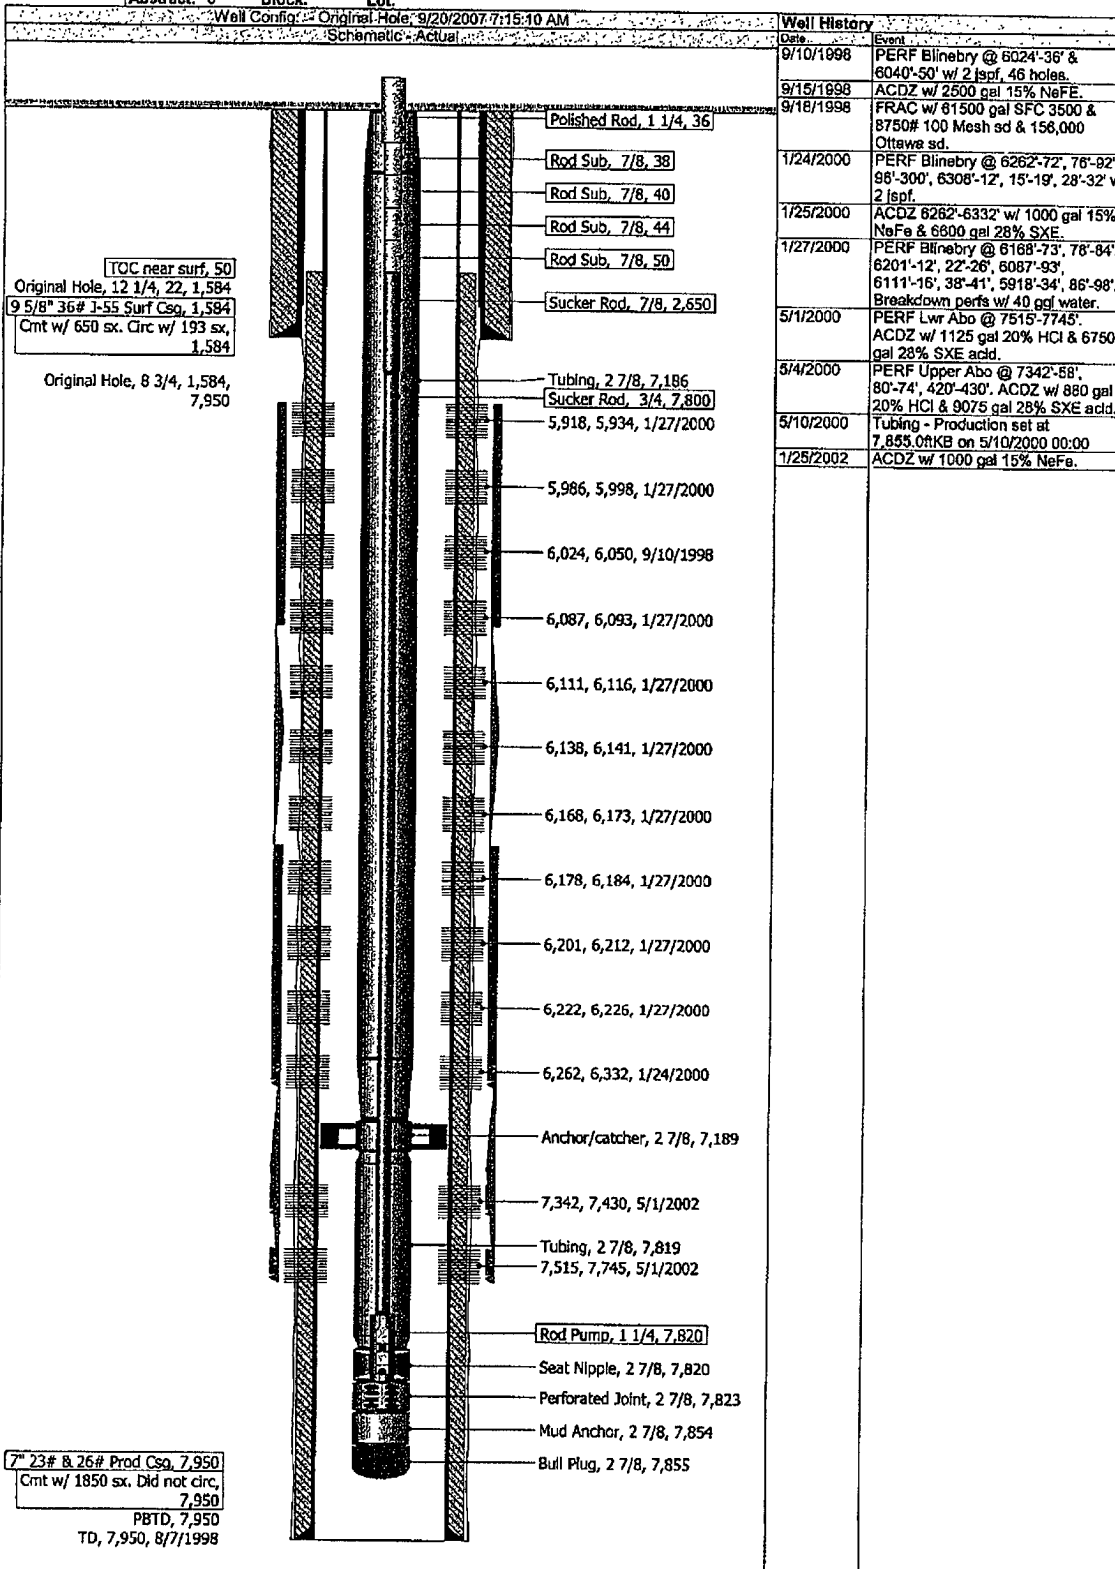 Abstract: 0 Block: Lot:
Well Config: - Original Hole, 9/20/2007 7:15:10 AM
Schematic - Actual
Polished Rod, 1 1/4, 36
Rod Sub, 7/8, 38
Rod Sub, 7/8, 40
Rod Sub, 7/8, 44
Rod Sub, 7/8, 50
TOC near surf, 50
Original Hole, 12 1/4, 22, 1,584
9 5/8" 36# J-55 Surf Csg, 1,584
Cmt w/ 650 sx. Circ w/ 193 sx,
1,584
Sucker Rod, 7/8, 2,650
Original Hole, 8 3/4, 1,584,
7,950
Tubing, 2 7/8, 7,186
Sucker Rod, 3/4, 7,800
5,918, 5,934, 1/27/2000
5,986, 5,998, 1/27/2000
6,024, 6,050, 9/10/1998
6,087, 6,093, 1/27/2000
6,111, 6,116, 1/27/2000
6,138, 6,141, 1/27/2000
6,168, 6,173, 1/27/2000
6,178, 6,184, 1/27/2000
6,201, 6,212, 1/27/2000
6,222, 6,226, 1/27/2000
6,262, 6,332, 1/24/2000
Anchor/catcher, 2 7/8, 7,189
7,342, 7,430, 5/1/2002
Tubing, 2 7/8, 7,819
7,515, 7,745, 5/1/2002
Rod Pump, 1 1/4, 7,820
Seat Nipple, 2 7/8, 7,820
Perforated Joint, 2 7/8, 7,823
Mud Anchor, 2 7/8, 7,854
Bull Plug, 2 7/8, 7,855
7" 23# & 26# Prod Csg, 7,950
Cmt w/ 1850 sx. Did not circ,
7,950
PBTD, 7,950
TD, 7,950, 8/7/1998
Well History
Date Event
9/10/1998 PERF Blinebry @ 6024'-36' &
6040'-50' w/ 2 jspf, 46 holes.
9/15/1998 ACDZ w/ 2500 gal 15% NeFE.
9/18/1998 FRAC w/ 61500 gal SFC 3500 &
8750# 100 Mesh sd & 156,000
Ottawa sd.
1/24/2000 PERF Blinebry @ 6262'-72', 76'-92'
98'-300', 6308'-12', 15'-19', 28'-32' w
2 jspf.
1/25/2000 ACDZ 6262'-6332' w/ 1000 gal 15%
NeFe & 6600 gal 28% SXE.
1/27/2000 PERF Blinebry @ 6168'-73', 78'-84'
6201'-12', 22'-26', 6087'-93',
6111'-16', 38'-41', 5918'-34', 86'-98'.
Breakdown perfs w/ 40 ggl water.
5/1/2000 PERF Lwr Abo @ 7515'-7745'.
ACDZ w/ 1125 gal 20% HCl & 6750
gal 28% SXE acid.
5/4/2000 PERF Upper Abo @ 7342'-58',
80'-74', 420'-430'. ACDZ w/ 880 gal
20% HCl & 9075 gal 28% SXE acid.
5/10/2000 Tubing - Production set at
7,855.0ftKB on 5/10/2000 00:00
1/25/2002 ACDZ w/ 1000 gal 15% NeFe.